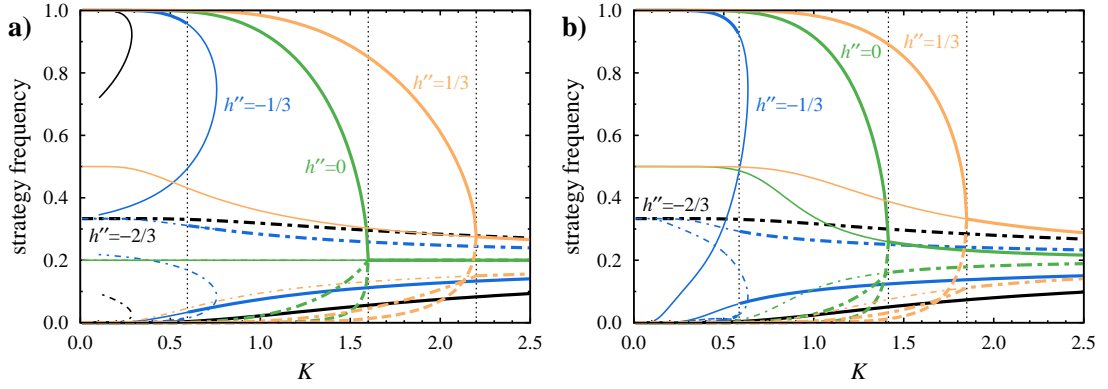 a)
strategy frequency
1.0
0.8
0.6
0.4
0.2
0.0
h″=−1/3
h″=0
h″=1/3
h″=−2/3
0.0 0.5 1.0 1.5 2.0 2.5
K
b)
strategy frequency
1.0
0.8
0.6
0.4
0.2
0.0
h″=1/3
h″=0
h″=−1/3
h″=−2/3
0.0 0.5 1.0 1.5 2.0 2.5
K